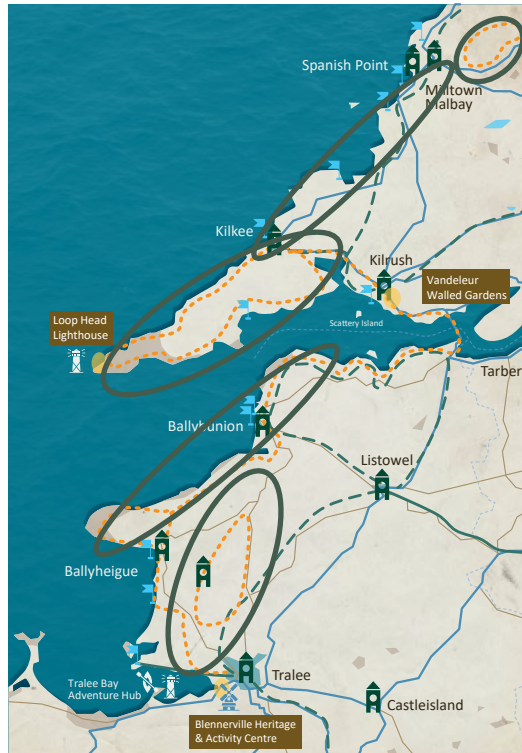 Spanish Point
Milltown
Malbay
Kilkee
Kilrush
Vandeleur
Walled Gardens
Loop Head
Lighthouse
Scattery Island
Tarber
Ballybunion
Listowel
Ballyheigue
Tralee Bay
Adventure Hub
Tralee
Castleisland
Blennerville Heritage
& Activity Centre